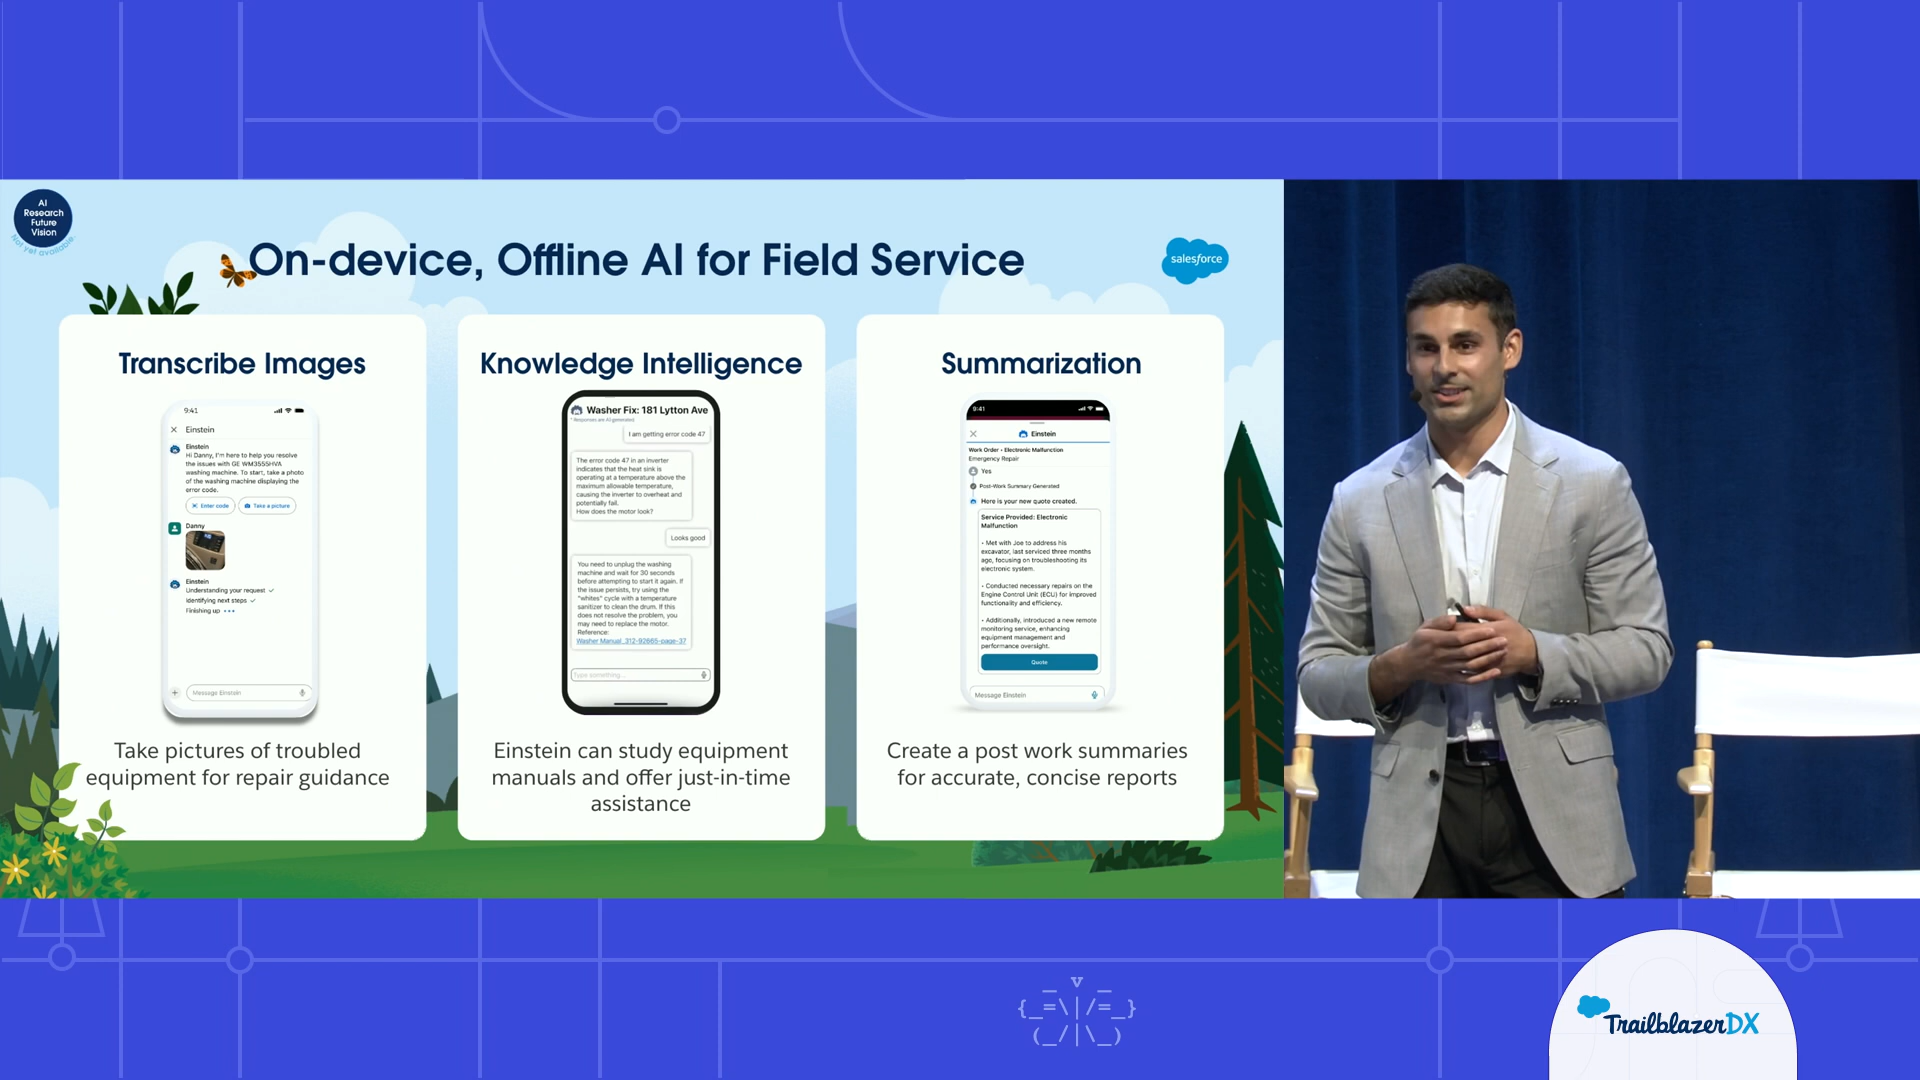 AI
Research
Future
Vision
Not yet available.
On-device, Offline AI for Field Service
salesforce
Transcribe Images
9:41
Einstein
Einstein
Hi Danny, I'm here to help you resolve
the issues with GE WM3555HVA
washing machine. To start, take a photo
of the washing machine displaying the
error code.
Enter code
Take a picture
Danny
Einstein
Understanding your request
Identifying next steps
Finishing up
Message Einstein
Take pictures of troubled
equipment for repair guidance
Knowledge Intelligence
Washer Fix: 181 Lytton Ave
* Responses are AI generated
I am getting error code 47
The error code 47 in an inverter
indicates that the heat sink is
operating at a temperature above the
maximum allowable temperature,
causing the inverter to overheat and
potentially fail.
How does the motor look?
Looks good
You need to unplug the washing
machine and wait for 30 seconds
before attempting to start it again. If
the issue persists, try using the
"whites" cycle with a temperature
sanitizer to clean the drum. If this
does not resolve the problem, you
may need to replace the motor.
Reference:
Washer Manual_312-92665-page-37
Type something...
Einstein can study equipment
manuals and offer just-in-time
assistance
Summarization
9:41
Einstein
Work Order • Electronic Malfunction
Emergency Repair
Yes
Post-Work Summary Generated
Here is your new quote created.
Service Provided: Electronic
Malfunction
• Met with Joe to address his
excavator, last serviced three months
ago, focusing on troubleshooting its
electronic system.
• Conducted necessary repairs on the
Engine Control Unit (ECU) for improved
functionality and efficiency.
• Additionally, introduced a new remote
monitoring service, enhancing
equipment management and
performance oversight.
Quote
Message Einstein
Create a post work summaries
for accurate, concise reports
_ v _
{_=\|/=_}
(_/|\_)
TrailblazerDX